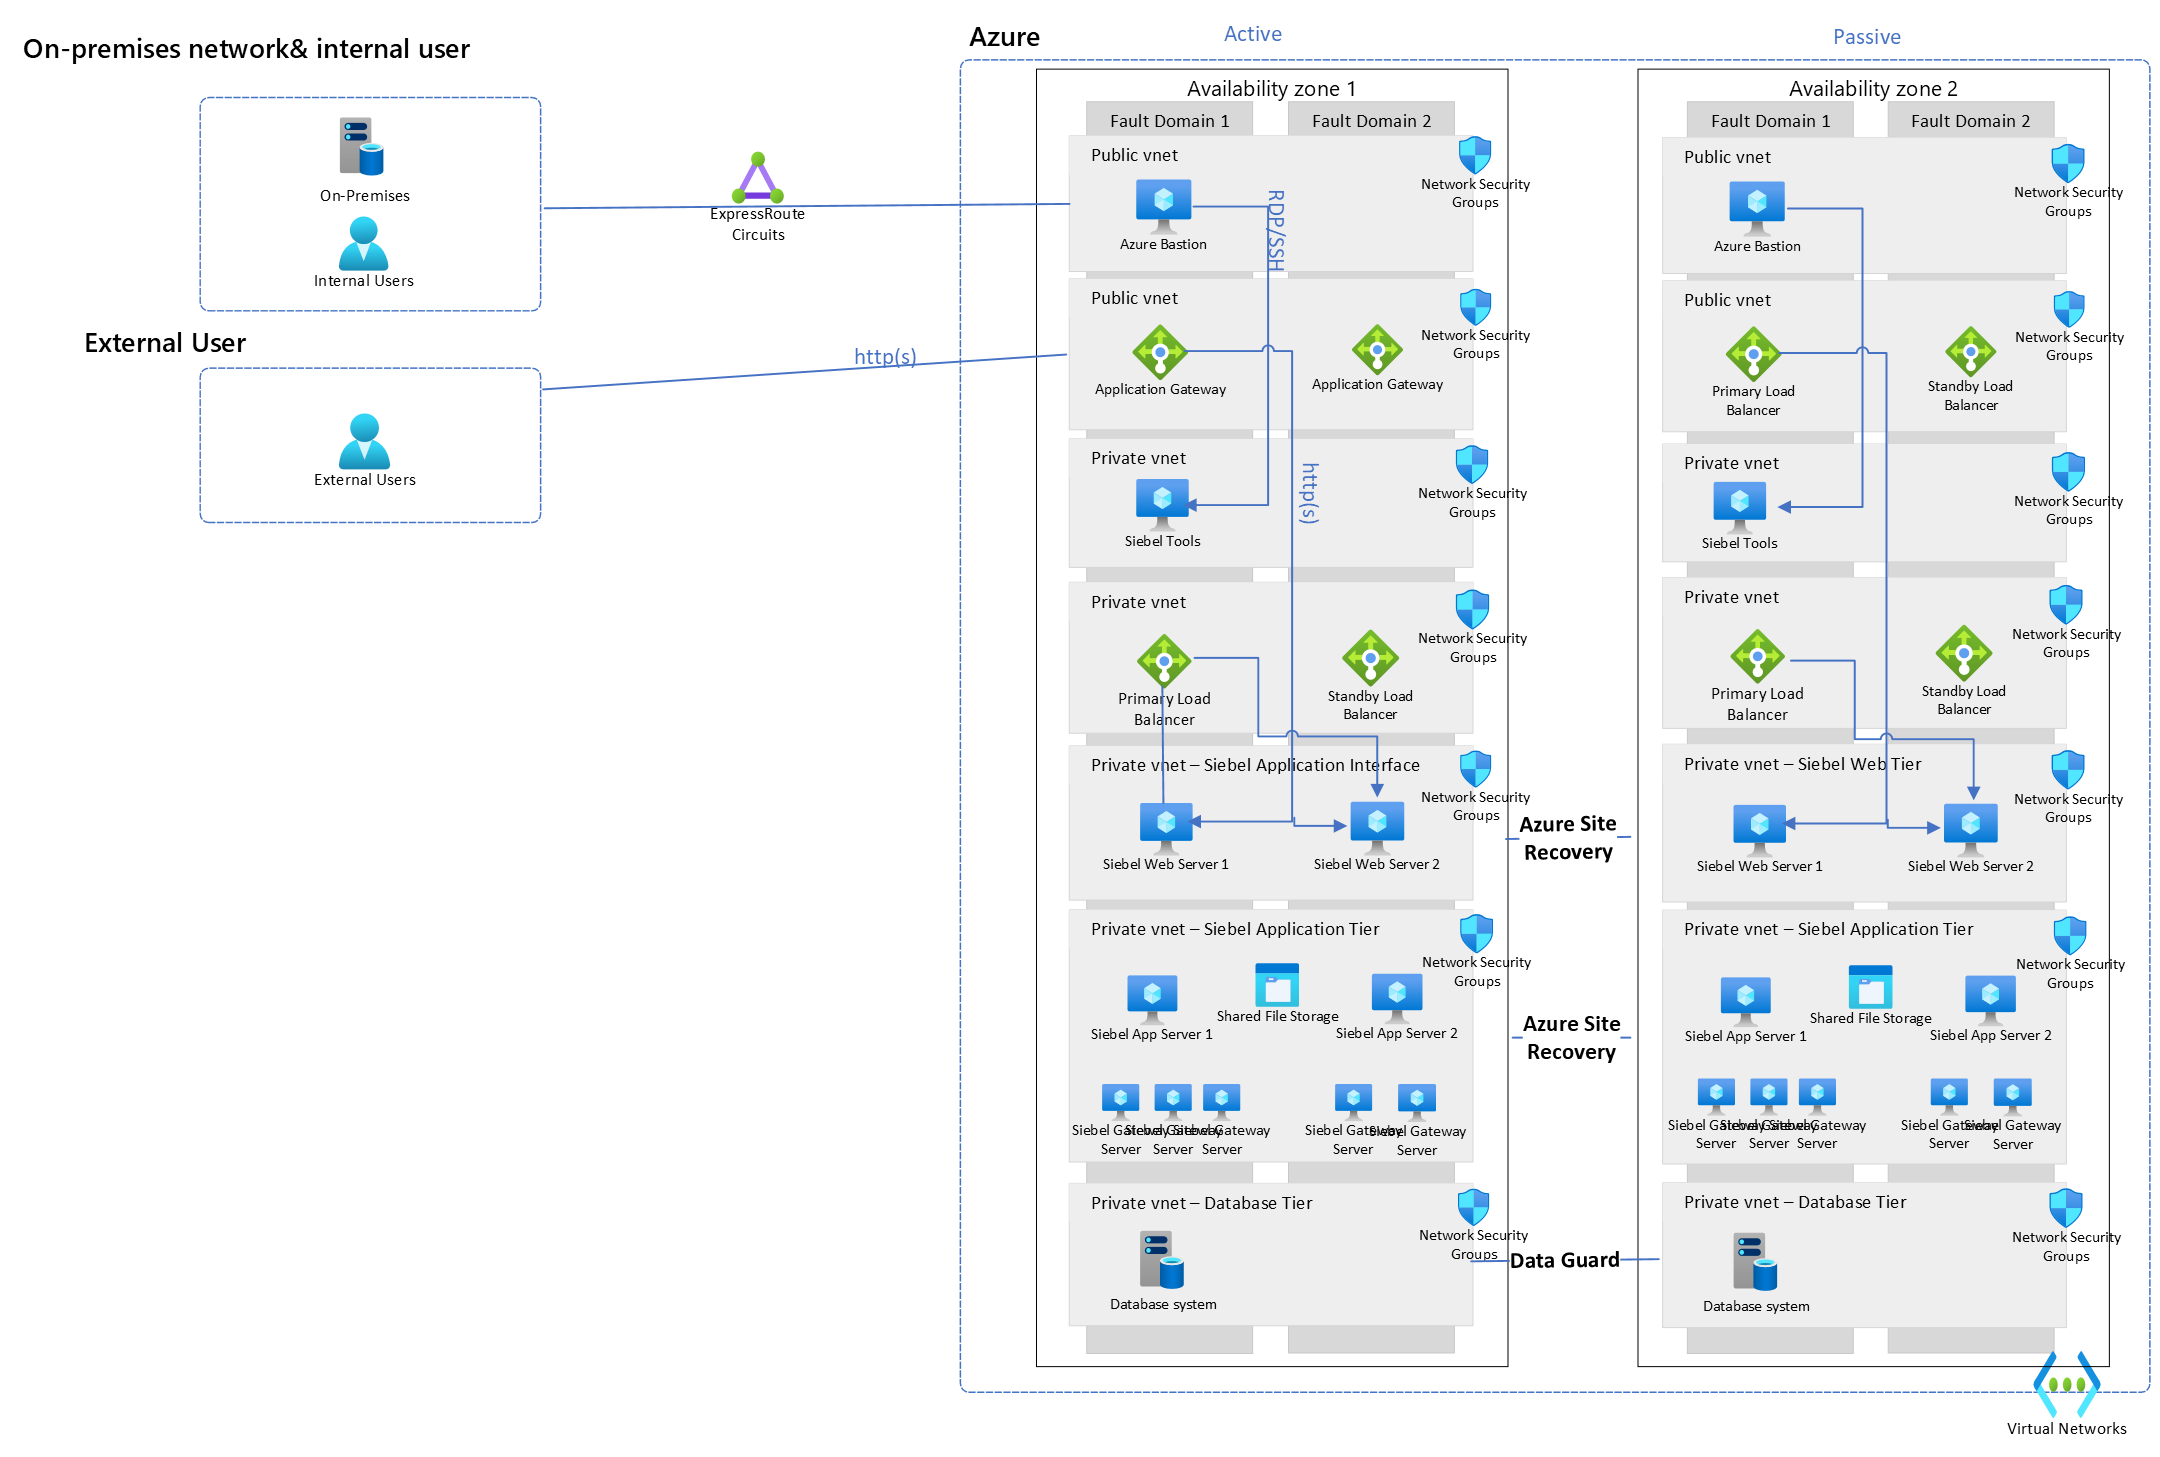 On-premises network& internal user
On-Premises
Internal Users
External User
External Users
ExpressRoute
Circuits
http(s)
Azure
Active
Passive
Availability zone 1
Fault Domain 1
Fault Domain 2
Public vnet
Azure Bastion
RDP/SSH
Network Security
Groups
Public vnet
Application Gateway
Application Gateway
Network Security
Groups
Private vnet
Siebel Tools
http(s)
Network Security
Groups
Private vnet
Primary Load
Balancer
Standby Load
Balancer
Network Security
Groups
Private vnet – Siebel Application Interface
Siebel Web Server 1
Siebel Web Server 2
Network Security
Groups
Private vnet – Siebel Application Tier
Siebel App Server 1
Shared File Storage
Siebel App Server 2
Network Security
Groups
Siebel Gateway
Server
Siebel Gateway
Server
Siebel Gateway
Server
Siebel Gateway
Server
Siebel Gateway
Server
Private vnet – Database Tier
Database system
Network Security
Groups
Azure Site
Recovery
Azure Site
Recovery
Data Guard
Availability zone 2
Fault Domain 1
Fault Domain 2
Public vnet
Azure Bastion
Network Security
Groups
Public vnet
Primary Load
Balancer
Standby Load
Balancer
Network Security
Groups
Private vnet
Siebel Tools
Network Security
Groups
Private vnet
Primary Load
Balancer
Standby Load
Balancer
Network Security
Groups
Private vnet – Siebel Web Tier
Siebel Web Server 1
Siebel Web Server 2
Network Security
Groups
Private vnet – Siebel Application Tier
Siebel App Server 1
Shared File Storage
Siebel App Server 2
Network Security
Groups
Siebel Gateway
Server
Siebel Gateway
Server
Siebel Gateway
Server
Siebel Gateway
Server
Siebel Gateway
Server
Private vnet – Database Tier
Database system
Network Security
Groups
Virtual Networks